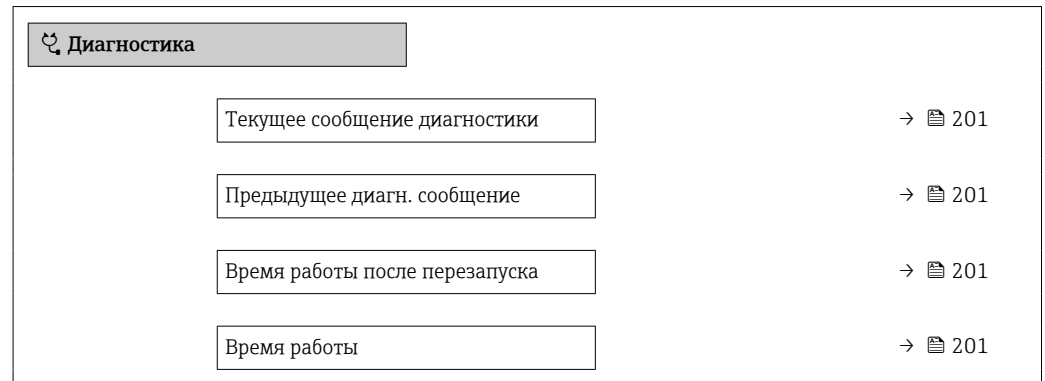 Диагностика
Текущее сообщение диагностики → 201
Предыдущее диагн. сообщение → 201
Время работы после перезапуска → 201
Время работы → 201